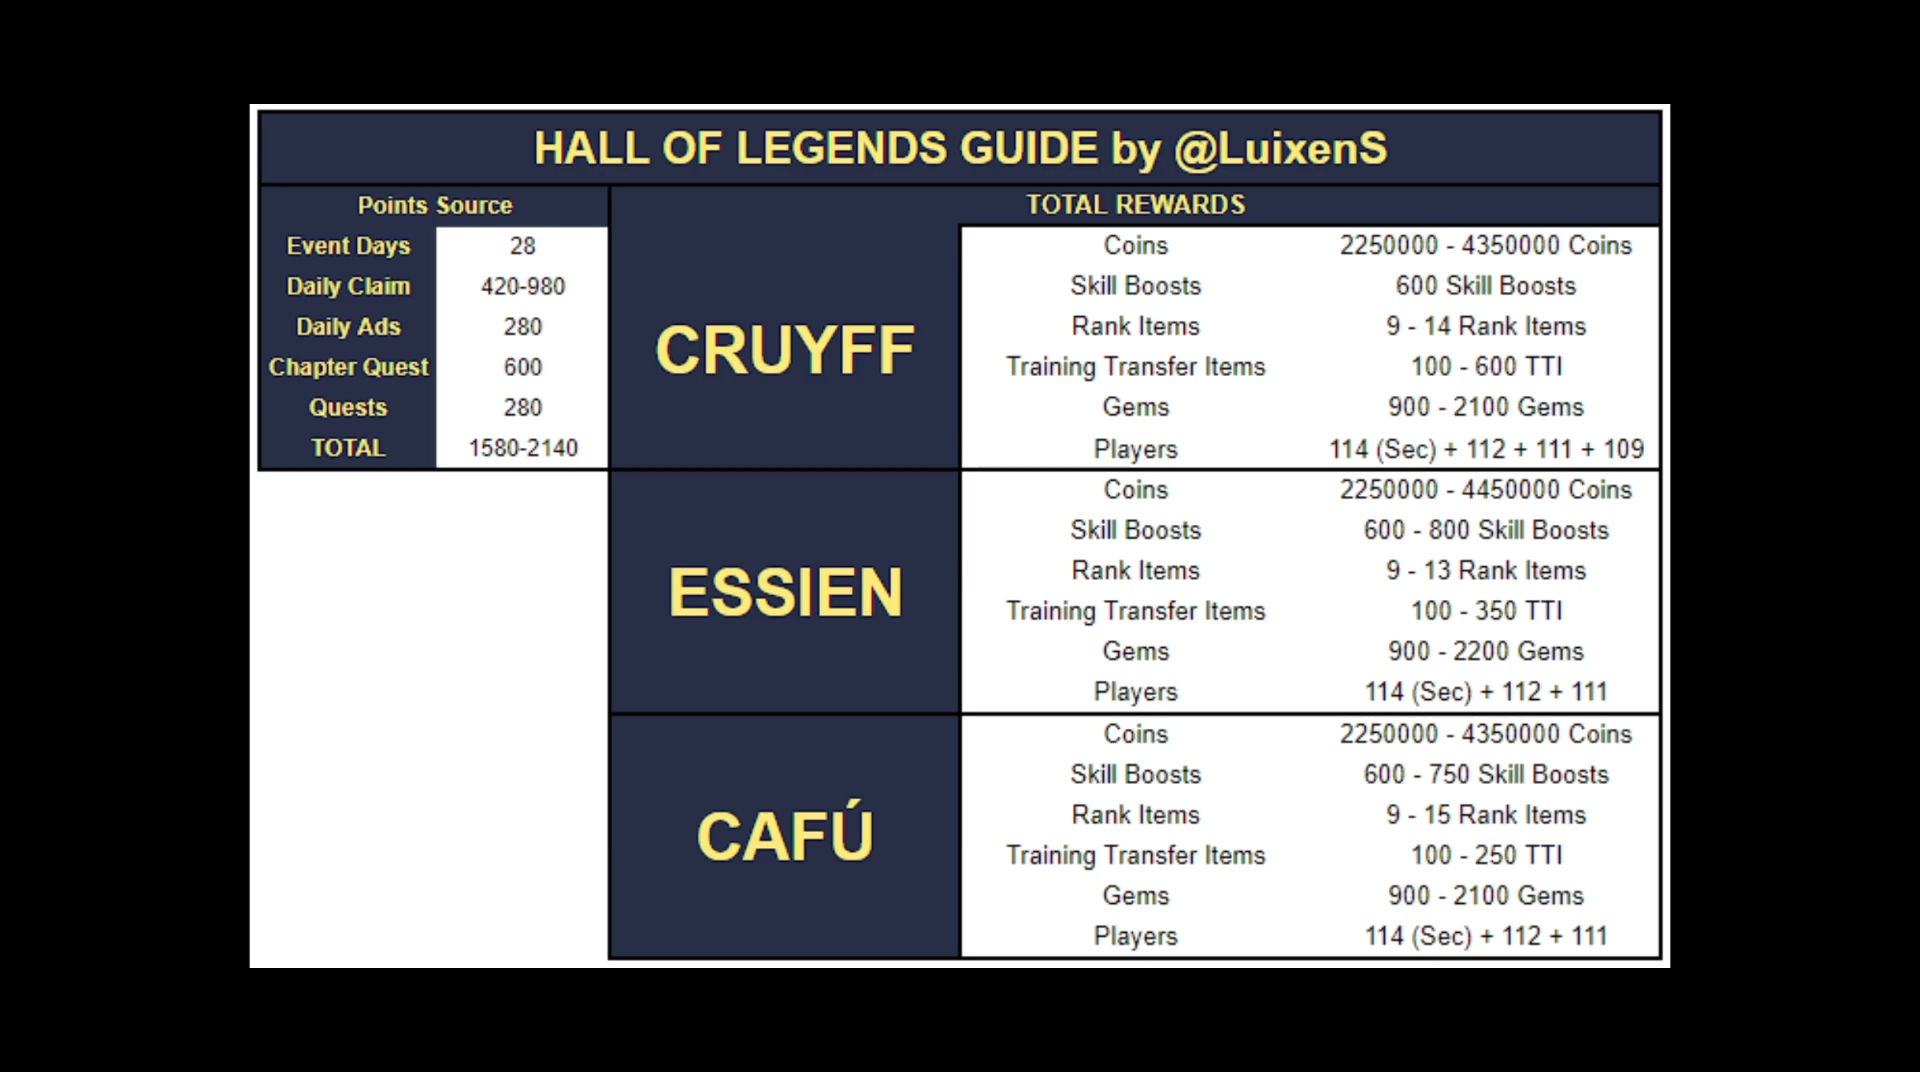 HALL OF LEGENDS GUIDE by @LuixenS
Points Source
Event Days 28
Daily Claim 420-980
Daily Ads 280
Chapter Quest 600
Quests 280
TOTAL 1580-2140
TOTAL REWARDS
CRUYFF
Coins 2250000 - 4350000 Coins
Skill Boosts 600 Skill Boosts
Rank Items 9 - 14 Rank Items
Training Transfer Items 100 - 600 TTI
Gems 900 - 2100 Gems
Players 114 (Sec) + 112 + 111 + 109
ESSIEN
Coins 2250000 - 4450000 Coins
Skill Boosts 600 - 800 Skill Boosts
Rank Items 9 - 13 Rank Items
Training Transfer Items 100 - 350 TTI
Gems 900 - 2200 Gems
Players 114 (Sec) + 112 + 111
CAFÚ
Coins 2250000 - 4350000 Coins
Skill Boosts 600 - 750 Skill Boosts
Rank Items 9 - 15 Rank Items
Training Transfer Items 100 - 250 TTI
Gems 900 - 2100 Gems
Players 114 (Sec) + 112 + 111